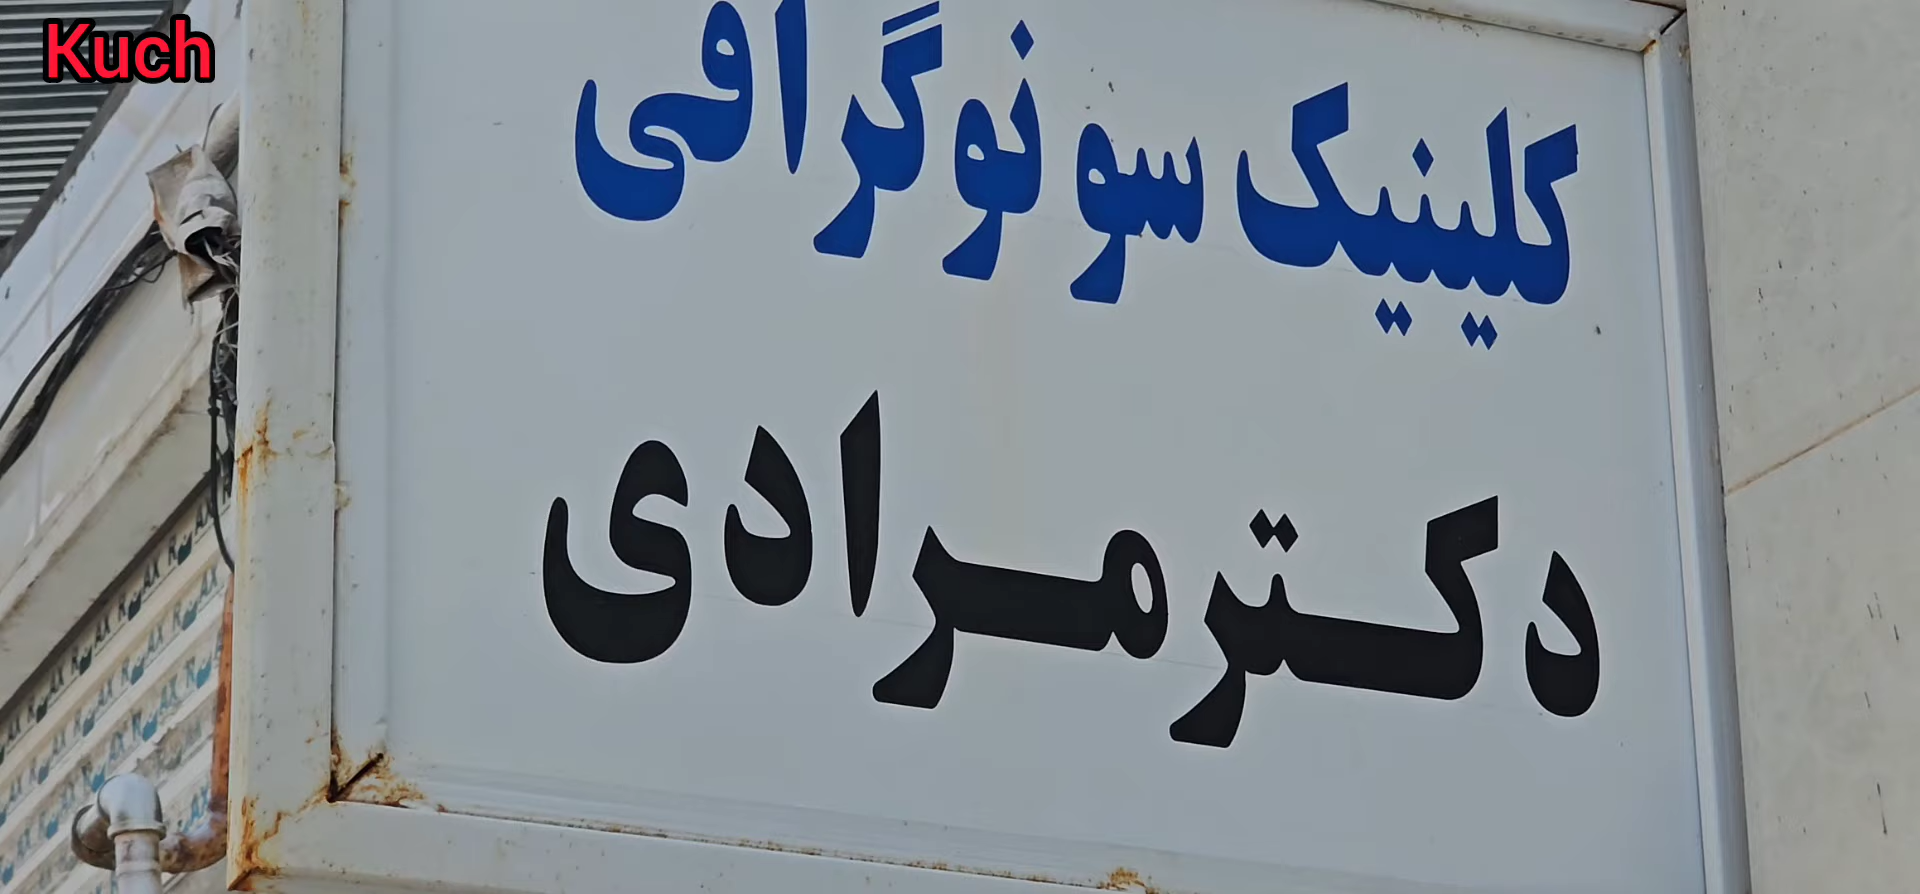 Kuch
کلینیک سونوگرافی
دکتر مرادی